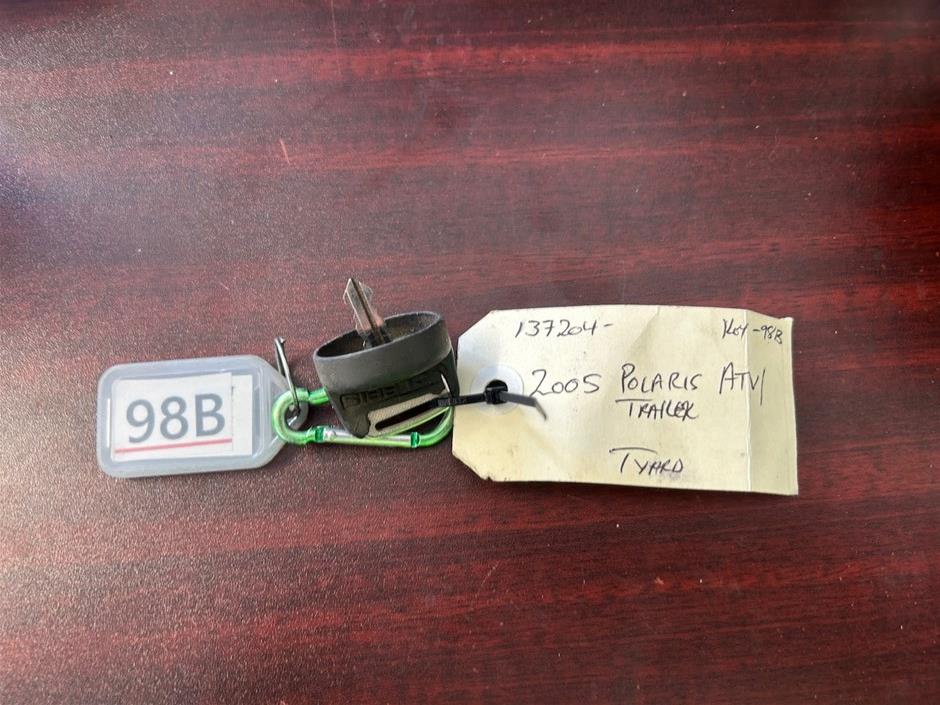 98B
137204-
Key-98B
2005 POLARIS ATV/
TRAILER
TYARD